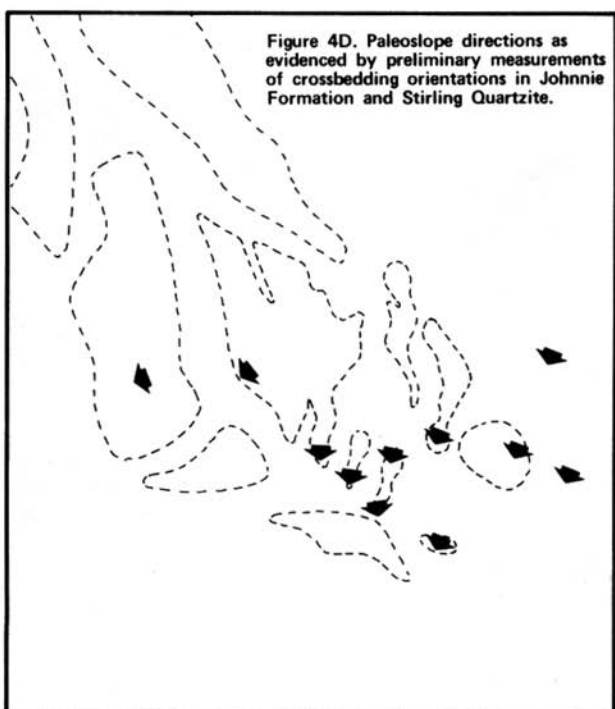 Figure 4D. Paleoslope directions as
evidenced by preliminary measurements
of crossbedding orientations in Johnnie
Formation and Stirling Quartzite.